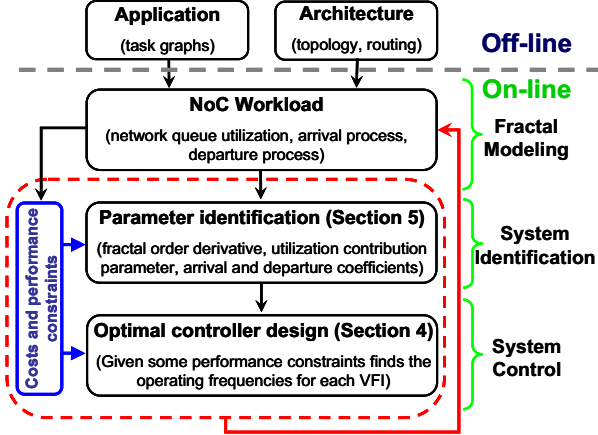 Application
(task graphs)
Architecture
(topology, routing)
Off-line
On-line
NoC Workload
(network queue utilization, arrival process,
departure process)
Fractal
Modeling
Costs and performance
constraints
Parameter identification (Section 5)
(fractal order derivative, utilization contribution
parameter, arrival and departure coefficients)
System
Identification
Optimal controller design (Section 4)
(Given some performance constraints finds the
operating frequencies for each VFI)
System
Control